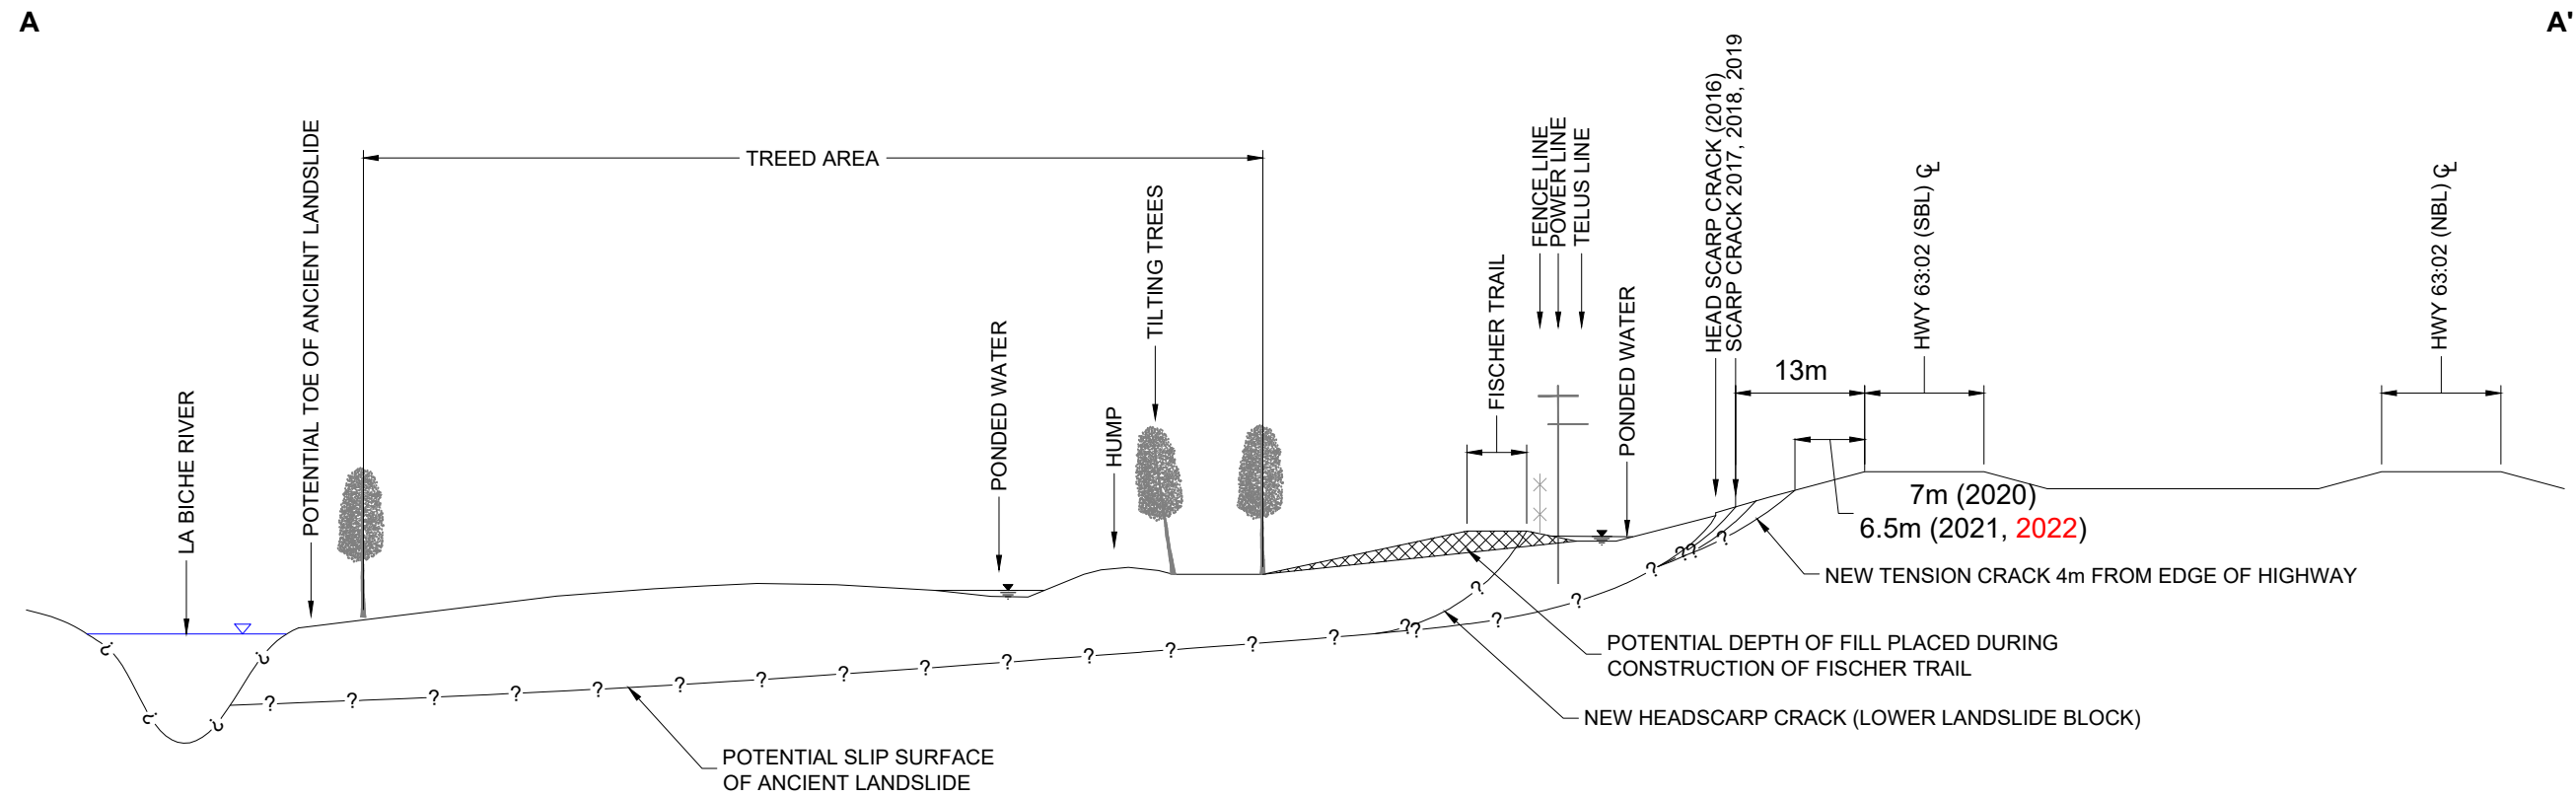 A
A'
TREED AREA
LA BICHE RIVER
POTENTIAL TOE OF ANCIENT LANDSLIDE
PONDED WATER
HUMP
TILTING TREES
FISCHER TRAIL
FENCE LINE
POWER LINE
TELUS LINE
PONDED WATER
HEAD SCARP CRACK (2016)
SCARP CRACK 2017, 2018, 2019
13m
HWY 63:02 (SBL) ℄
HWY 63:02 (NBL) ℄
7m (2020)
6.5m (2021, 2022)
NEW TENSION CRACK 4m FROM EDGE OF HIGHWAY
POTENTIAL DEPTH OF FILL PLACED DURING
CONSTRUCTION OF FISCHER TRAIL
NEW HEADSCARP CRACK (LOWER LANDSLIDE BLOCK)
POTENTIAL SLIP SURFACE
OF ANCIENT LANDSLIDE